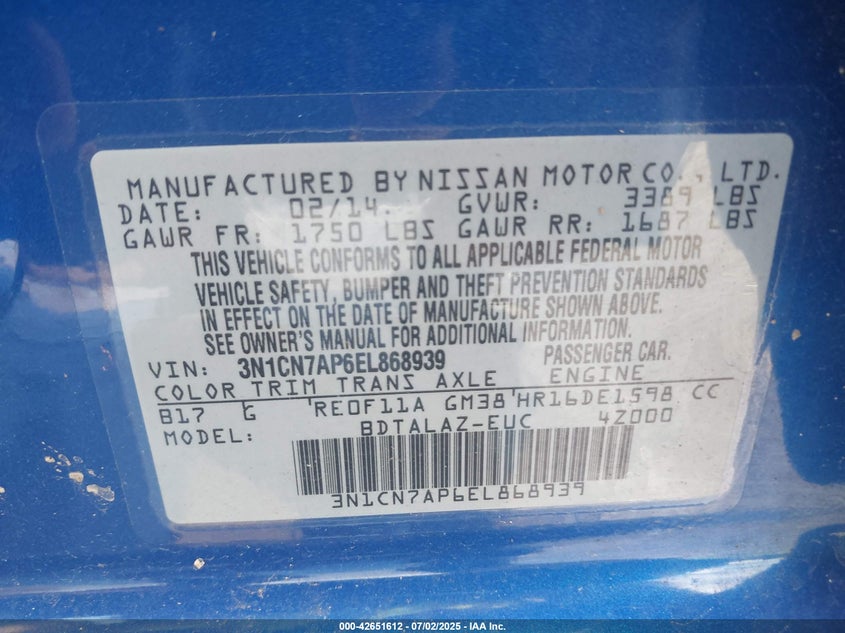 MANUFACTURED BY NISSAN MOTOR CO., LTD.
DATE: 02/14 GVWR: 3389 LBS
GAWR FR: 1750 LBS GAWR RR: 1687 LBS
THIS VEHICLE CONFORMS TO ALL APPLICABLE FEDERAL MOTOR
VEHICLE SAFETY, BUMPER AND THEFT PREVENTION STANDARDS
IN EFFECT ON THE DATE OF MANUFACTURE SHOWN ABOVE.
SEE OWNER'S MANUAL FOR ADDITIONAL INFORMATION.
VIN: 3N1CN7AP6EL868939 PASSENGER CAR.
COLOR TRIM TRANS AXLE ENGINE
B17 G RE0F11A GM38 HR16DE1598 CC
MODEL: BDTALAZ-EUC 4Z000
3N1CN7AP6EL868939
000-42651612 - 07/02/2025 - IAA Inc.